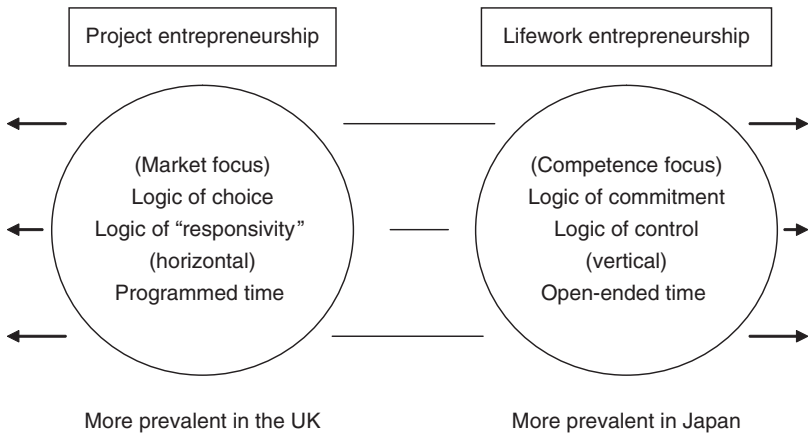 Project entrepreneurship
(Market focus)
Logic of choice
Logic of “responsivity”
(horizontal)
Programmed time
More prevalent in the UK
Lifework entrepreneurship
(Competence focus)
Logic of commitment
Logic of control
(vertical)
Open-ended time
More prevalent in Japan